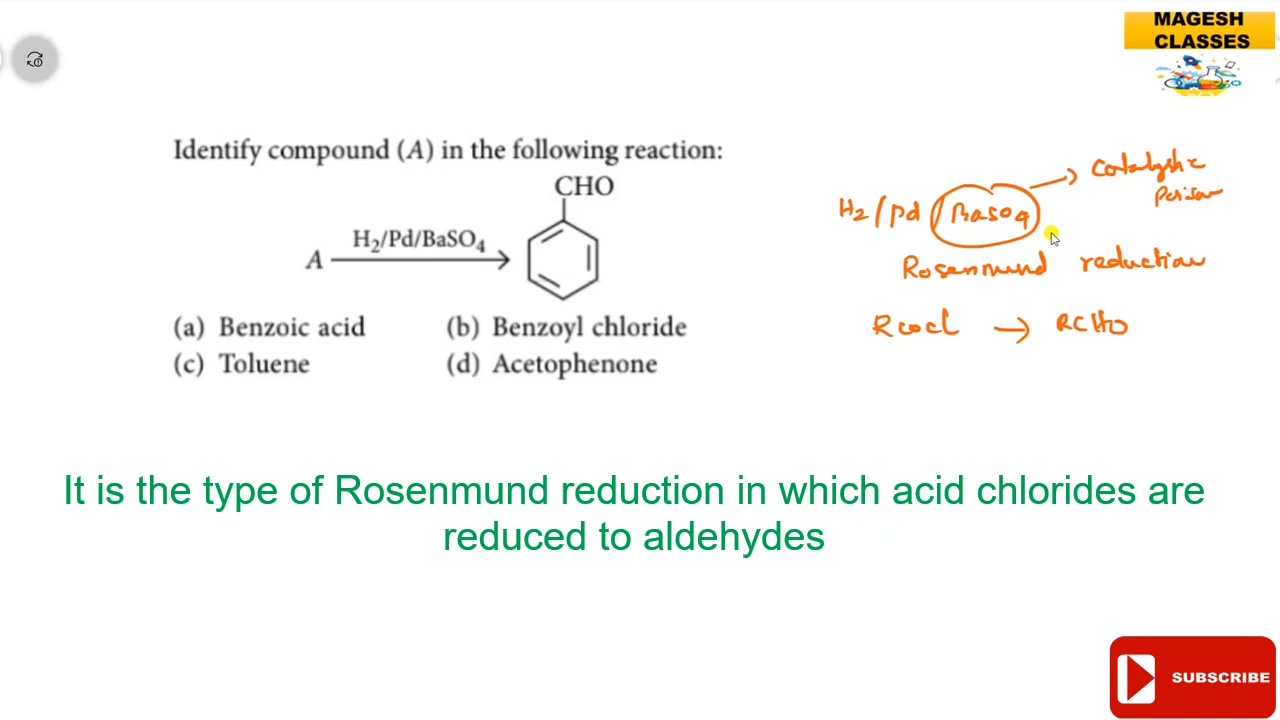 MAGESH
CLASSES
Identify compound (A) in the following reaction:
CHO
A H₂/Pd/BaSO₄
(a) Benzoic acid (b) Benzoyl chloride
(c) Toluene (d) Acetophenone
H₂/Pd/BaSO₄
catalystic
Poison
Rosenmund reduction
RCOCl → RCHO
It is the type of Rosenmund reduction in which acid chlorides are
reduced to aldehydes
SUBSCRIBE